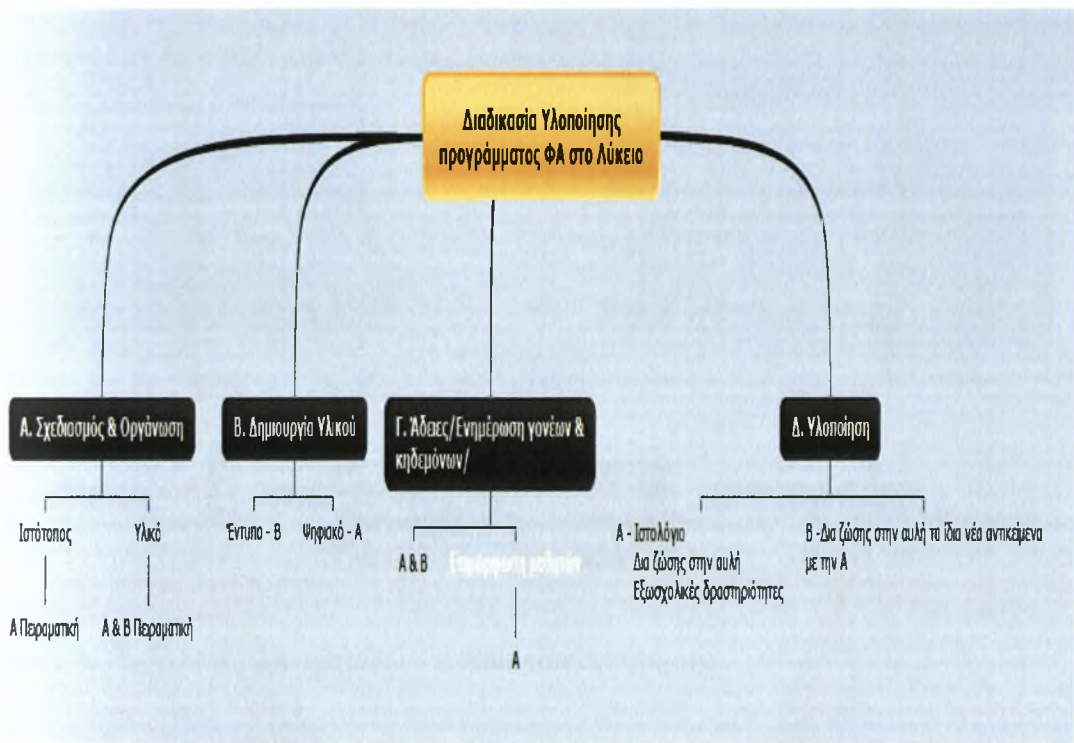 Διαδικασία Υλοποίησης
προγράμματος ΦΑ στο Λύκειο
Α. Σχεδιασμός & Οργάνωση
Β. Δημιουργία Υλικού
Γ. Άδειες/Ενημέρωση γονέων &
κηδεμόνων/
Δ. Υλοποίηση
Ιστότοπος
Υλικό
Έντυπο - Β
Ψηφιακό - Α
Α & Β
Επιμόρφωση μαθητών
Α - Ιστολόγιο
Δια ζώσης στην αυλή
Εξωσχολικές δραστηριότητες
Β -Δια ζώσης στην αυλή τα ίδια νέα αντικείμενα
με την Α
Α Πειραματική
Α & Β Πειραματική
Α